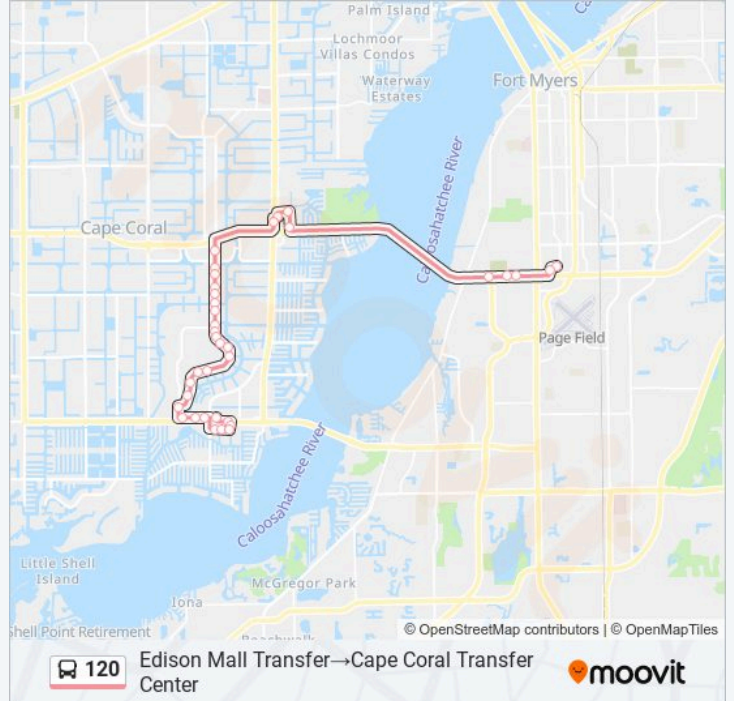 Palm Island
Ca
Lochmoor
Villas Condos
Fort Myers
Waterway
Estates
Caloosahatchee River
Cape Coral
Page Field
Caloosahatchee River
Little Shell
Island
McGregor Park
Iona
Shell Point Retirement
Beachwalk
© OpenStreetMap contributors | © OpenMapTiles
120
Edison Mall Transfer→Cape Coral Transfer
Center
moovit